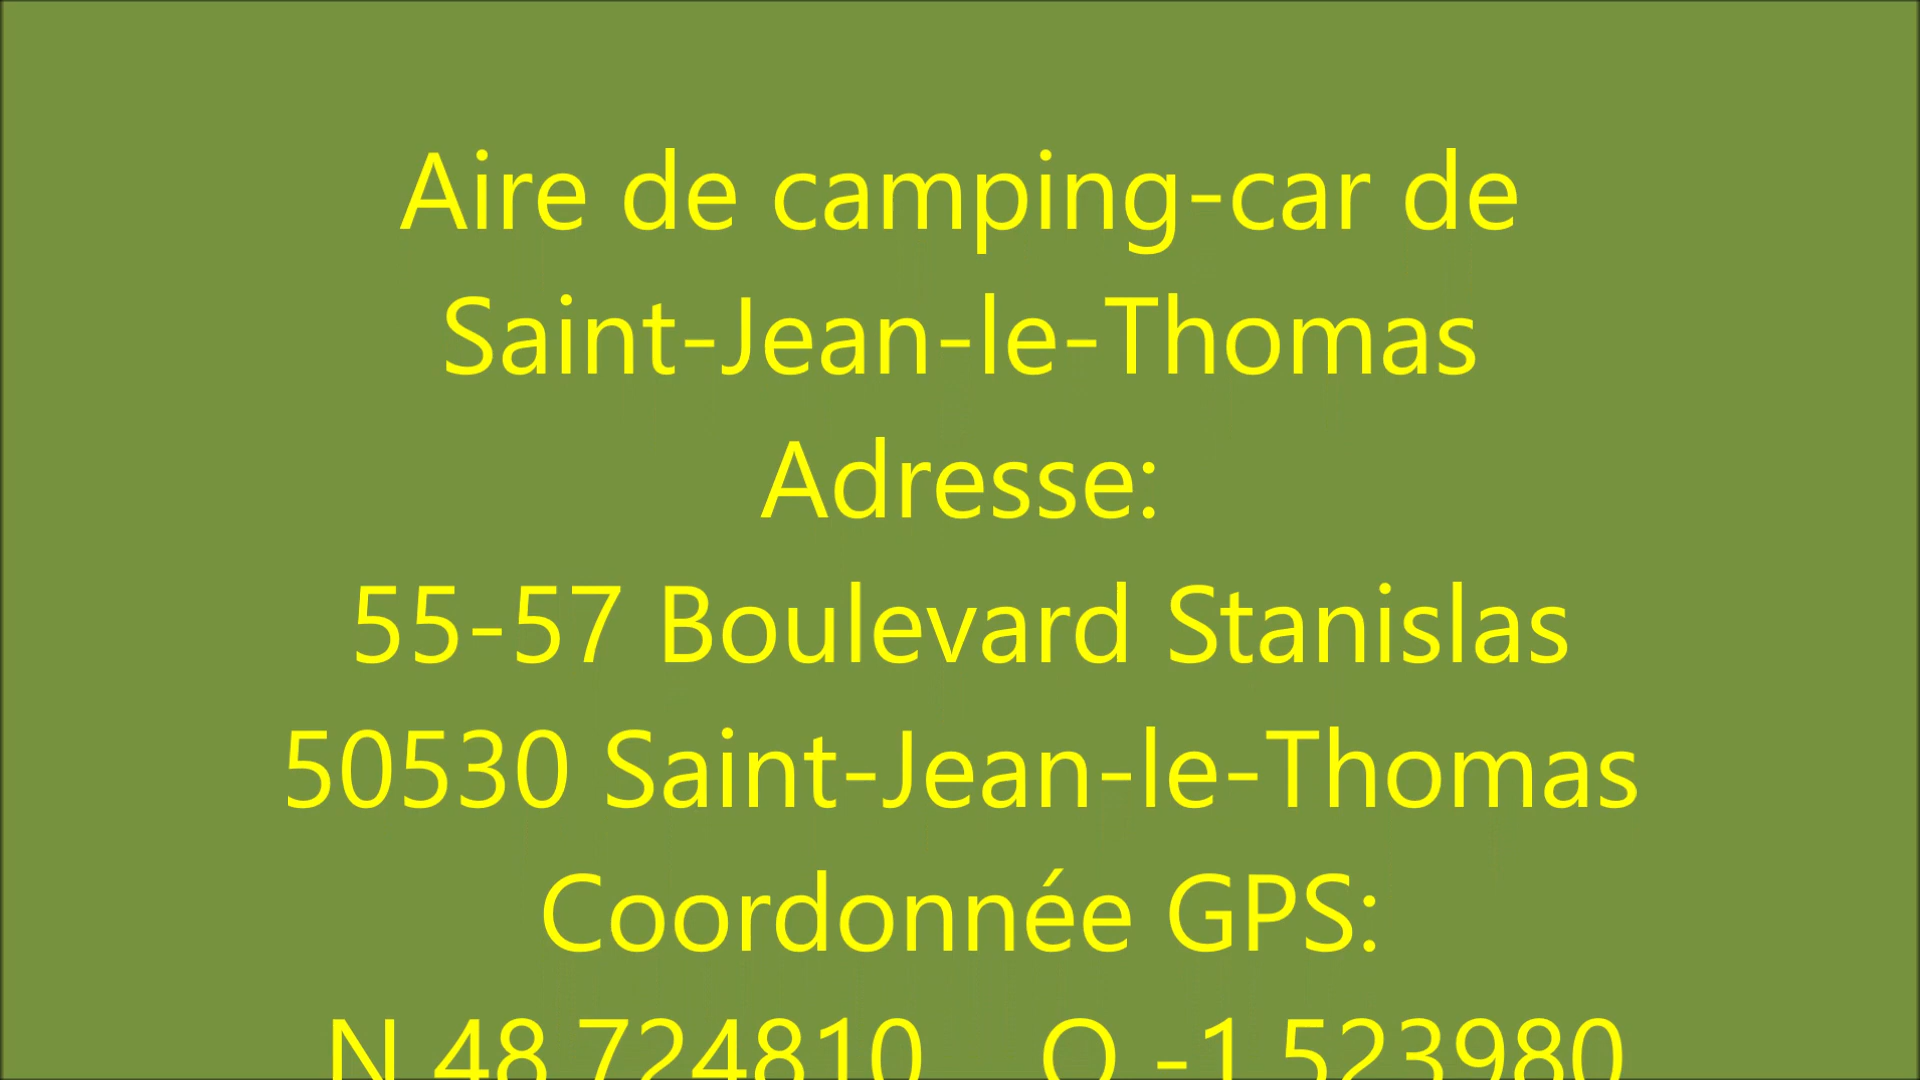 Aire de camping-car de
Saint-Jean-le-Thomas
Adresse:
55-57 Boulevard Stanislas
50530 Saint-Jean-le-Thomas
Coordonnée GPS:
N 48.724810 O -1.523980